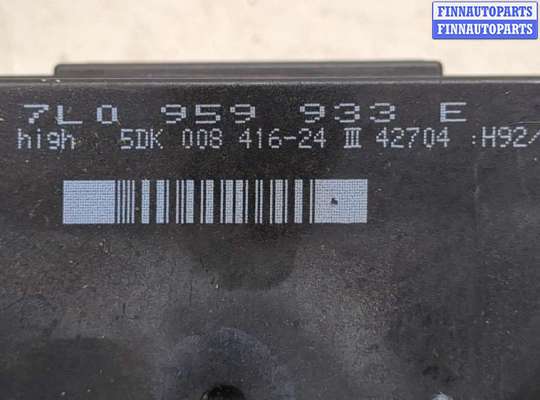 FINNAUTOPARTS
FINNAUTOPARTS
7L0 959 933 E
high 5DK 008 416-24 III 42704 :H92/